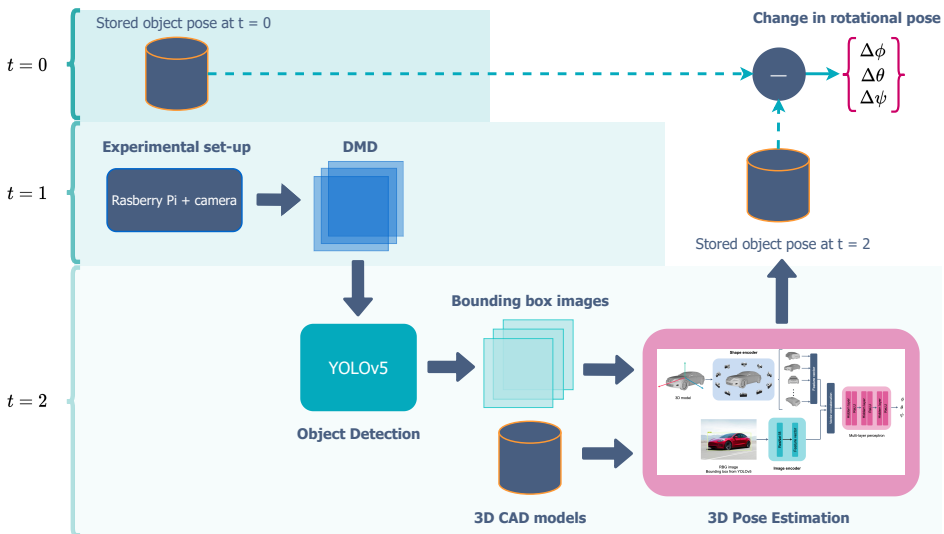 Stored object pose at t = 0
Change in rotational pose
t = 0
Δϕ
Δθ
Δψ
Experimental set-up
DMD
t = 1
Rasberry Pi + camera
Stored object pose at t = 2
Bounding box images
YOLOv5
t = 2
Object Detection
3D CAD models
3D Pose Estimation
Shape encoder
3D model
Multi-layer perception
RBG image
Bounding box from YOLOv5
Image encoder
ϕ
θ
ψ